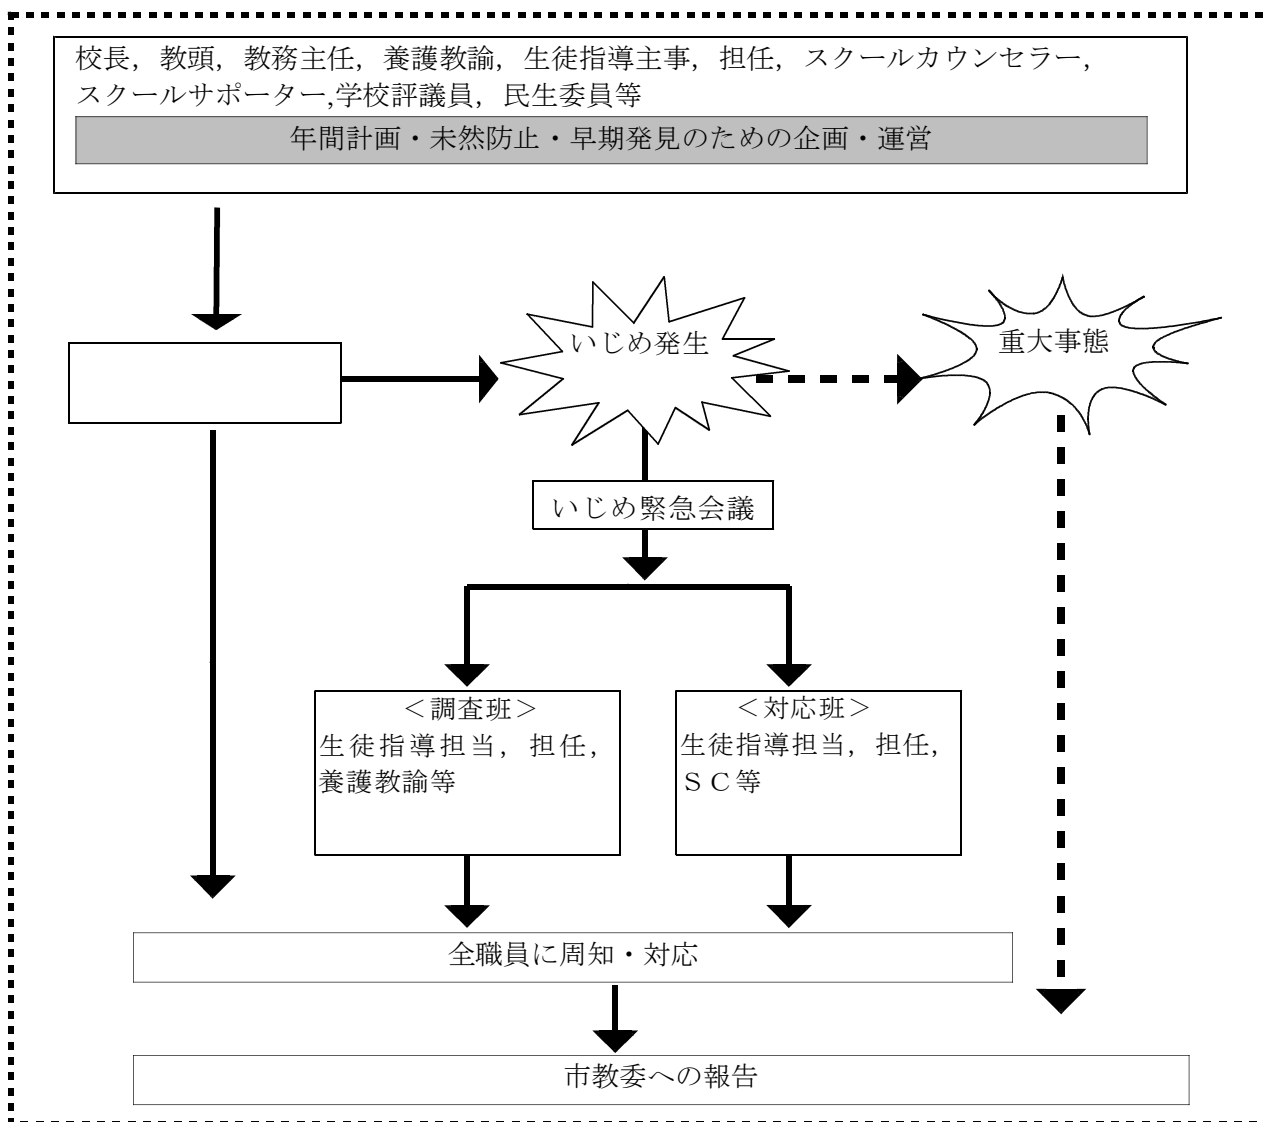 校長，教頭，教務主任，養護教諭，生徒指導主事，担任，スクールカウンセラー，
スクールサポーター,学校評議員，民生委員等
年間計画・未然防止・早期発見のための企画・運営
いじめ発生
重大事態
いじめ緊急会議
＜調査班＞
生徒指導担当，担任，
養護教諭等
＜対応班＞
生徒指導担当，担任，
ＳＣ等
全職員に周知・対応
市教委への報告